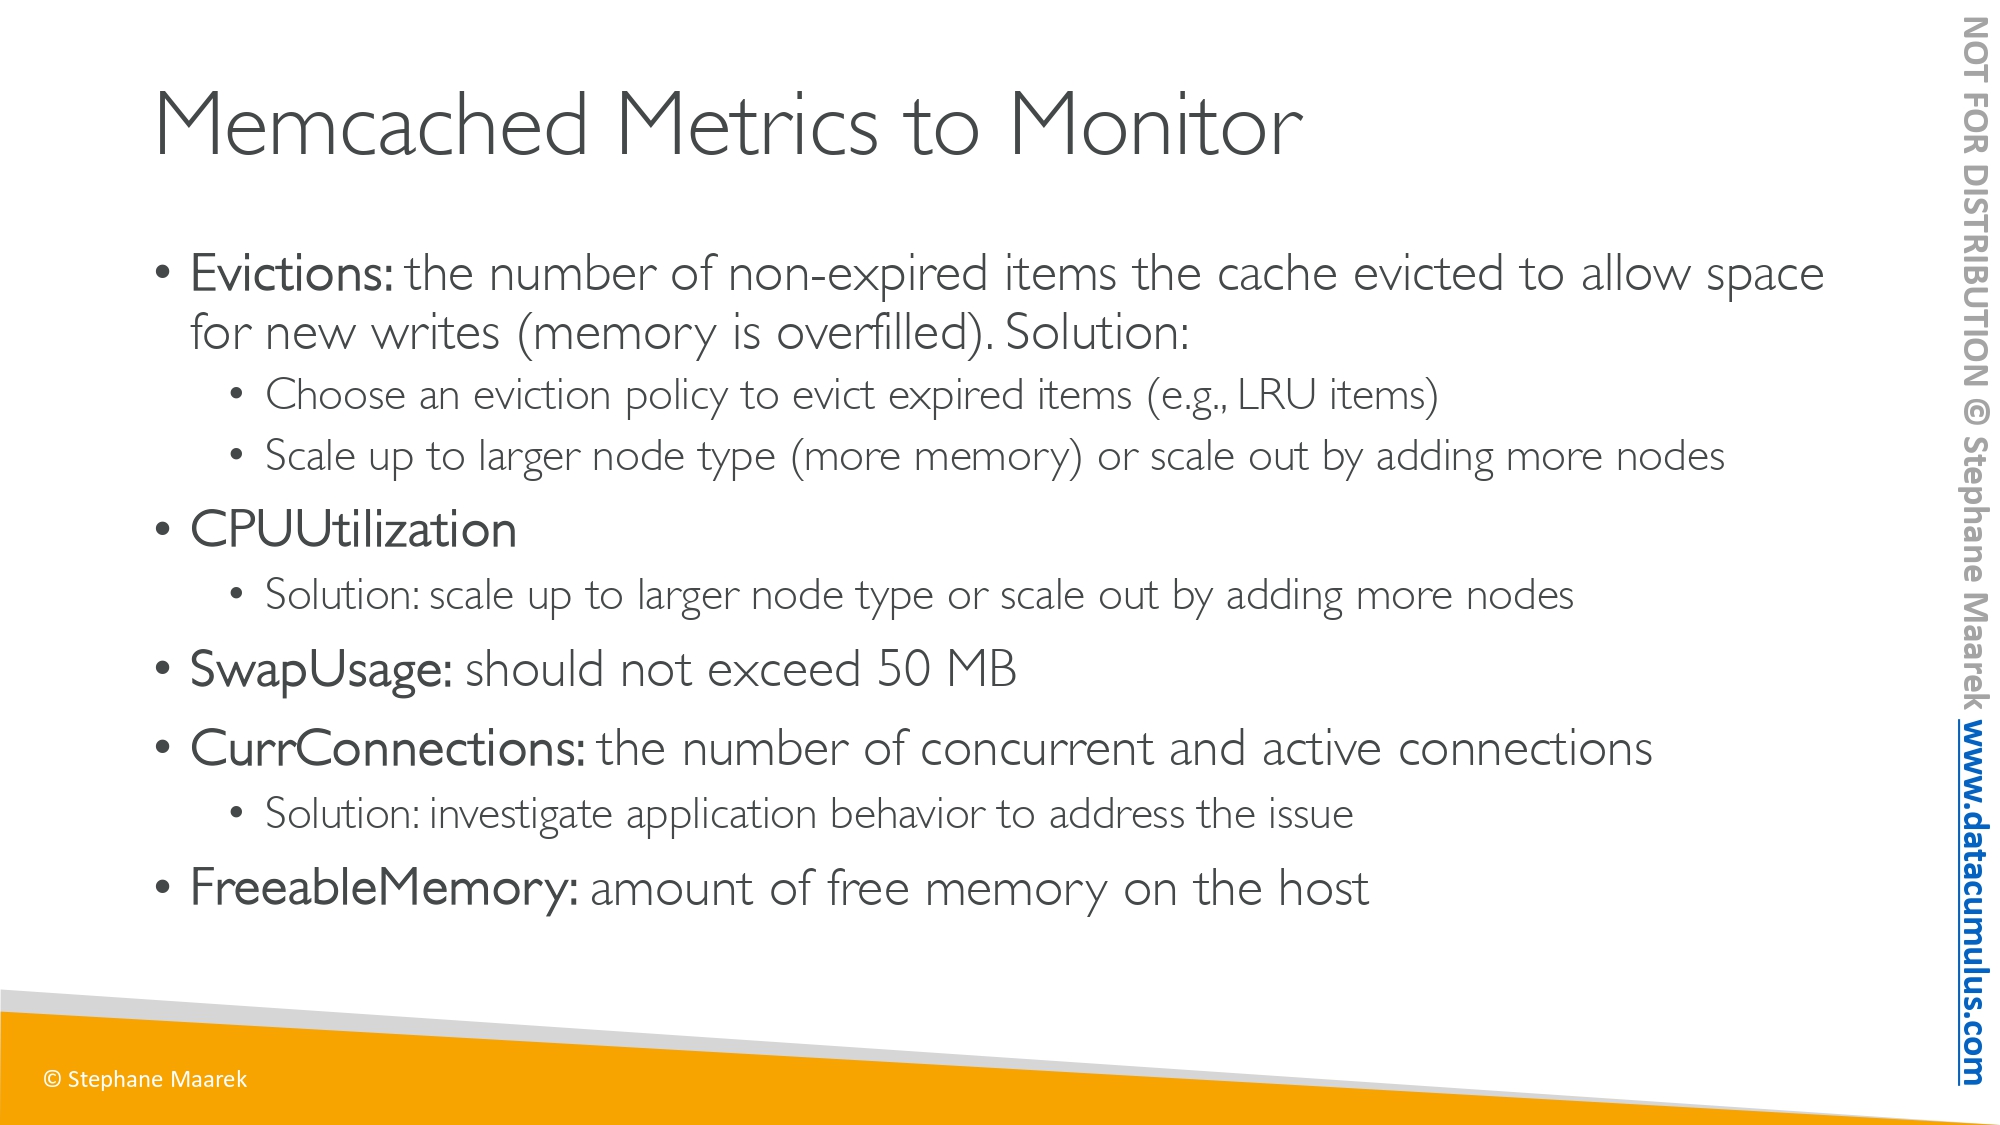 Memcached Metrics to Monitor
• Evictions: the number of non-expired items the cache evicted to allow space
for new writes (memory is overfilled). Solution:
• Choose an eviction policy to evict expired items (e.g., LRU items)
• Scale up to larger node type (more memory) or scale out by adding more nodes
• CPUUtilization
• Solution: scale up to larger node type or scale out by adding more nodes
• SwapUsage: should not exceed 50 MB
• CurrConnections: the number of concurrent and active connections
• Solution: investigate application behavior to address the issue
• FreeableMemory: amount of free memory on the host
© Stephane Maarek
NOT FOR DISTRIBUTION © Stephane Maarek www.datacumulus.com